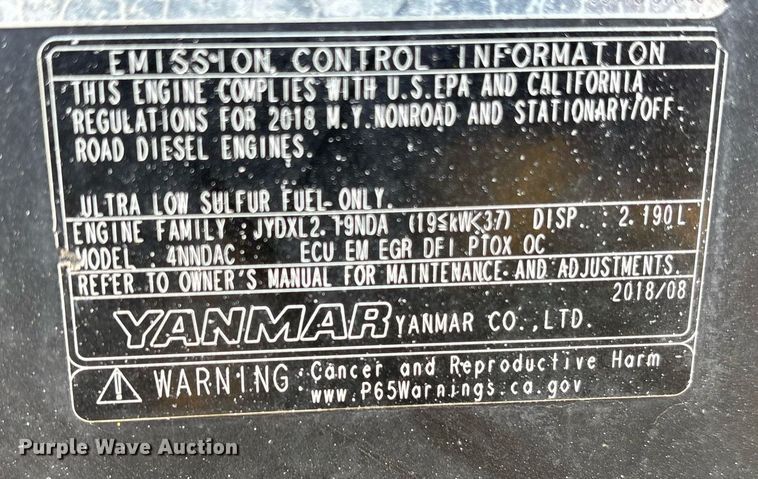 EMISSION CONTROL INFORMATION
THIS ENGINE COMPLIES WITH U.S.EPA AND CALIFORNIA
REGULATIONS FOR 2018 M.Y.NONROAD AND STATIONARY/OFF-
ROAD DIESEL ENGINES.
ULTRA LOW SULFUR FUEL ONLY.
ENGINE FAMILY : JYDXL2.19NDA (19≤kW<37) DISP. : 2.190L
MODEL : 4NNDAC : ECU EM EGR DFI PTOX OC
REFER TO OWNER'S MANUAL FOR MAINTENANCE AND ADJUSTMENTS.
2018/08
YANMAR YANMAR CO.,LTD.
WARNING: Cancer and Reproductive Harm
www.P65Warnings.ca.gov
Purple Wave Auction